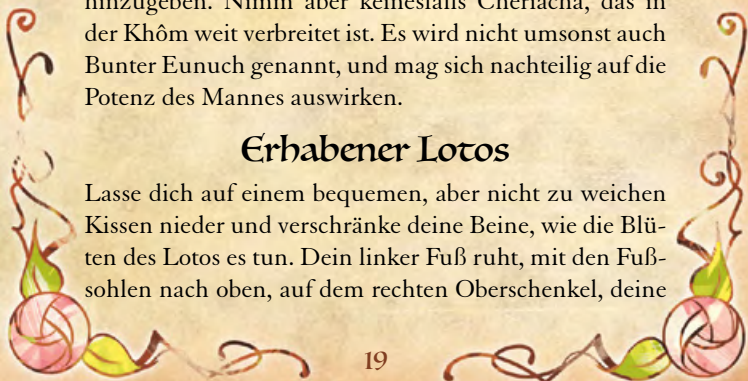 hinzugeben. Nimm aber keinesfalls Cheriacha, das in
der Khôm weit verbreitet ist. Es wird nicht umsonst auch
Bunter Eunuch genannt, und mag sich nachteilig auf die
Potenz des Mannes auswirken.
Erhabener Lotos
Lasse dich auf einem bequemen, aber nicht zu weichen
Kissen nieder und verschränke deine Beine, wie die Blü-
ten des Lotos es tun. Dein linker Fuß ruht, mit den Fuß-
sohlen nach oben, auf dem rechten Oberschenkel, deine
19